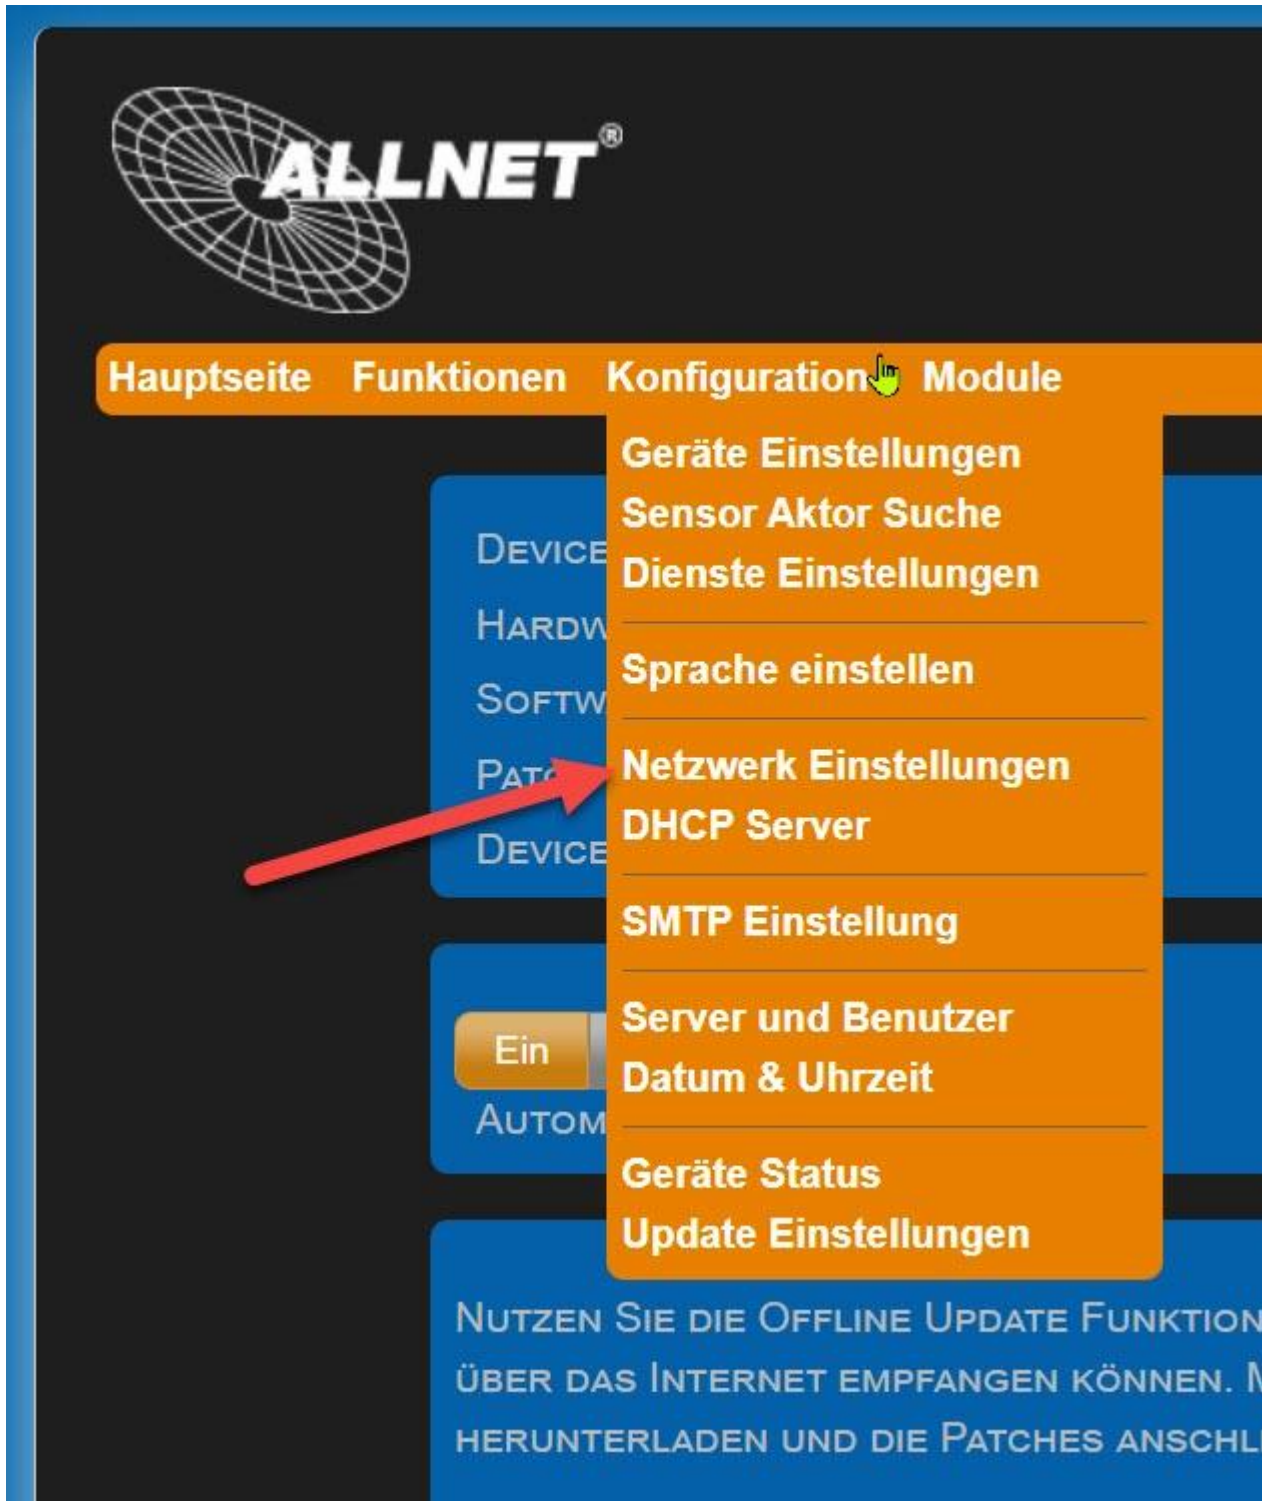 ALLNET®
Hauptseite Funktionen Konfiguration Module
Geräte Einstellungen
Sensor Aktor Suche
Dienste Einstellungen
Sprache einstellen
Netzwerk Einstellungen
DHCP Server
SMTP Einstellung
Server und Benutzer
Datum & Uhrzeit
Geräte Status
Update Einstellungen
DEVICE
DEVICE
Ein
NUTZEN SIE DIE OFFLINE UPDATE FUNKTION
ÜBER DAS INTERNET EMPFANGEN KÖNNEN.
HERUNTERLADEN UND DIE PATCHES